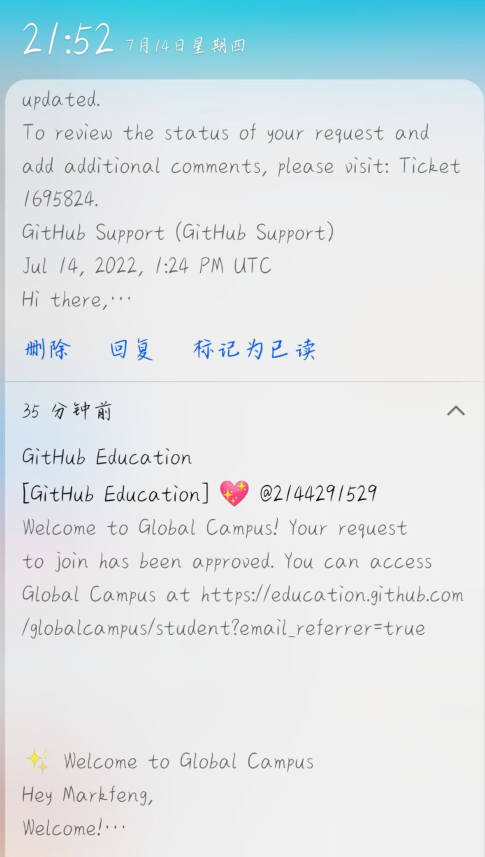 21:52 7月14日星期四
updated.
To review the status of your request and
add additional comments, please visit: Ticket
1695824.
GitHub Support (GitHub Support)
Jul 14, 2022, 1:24 PM UTC
Hi there,…
删除 回复 标记为已读
35 分钟前
GitHub Education
[GitHub Education] 💖 @2144291529
Welcome to Global Campus! Your request
to join has been approved. You can access
Global Campus at https://education.github.com
/globalcampus/student?email_referrer=true
✨ Welcome to Global Campus
Hey Markfeng,
Welcome!…